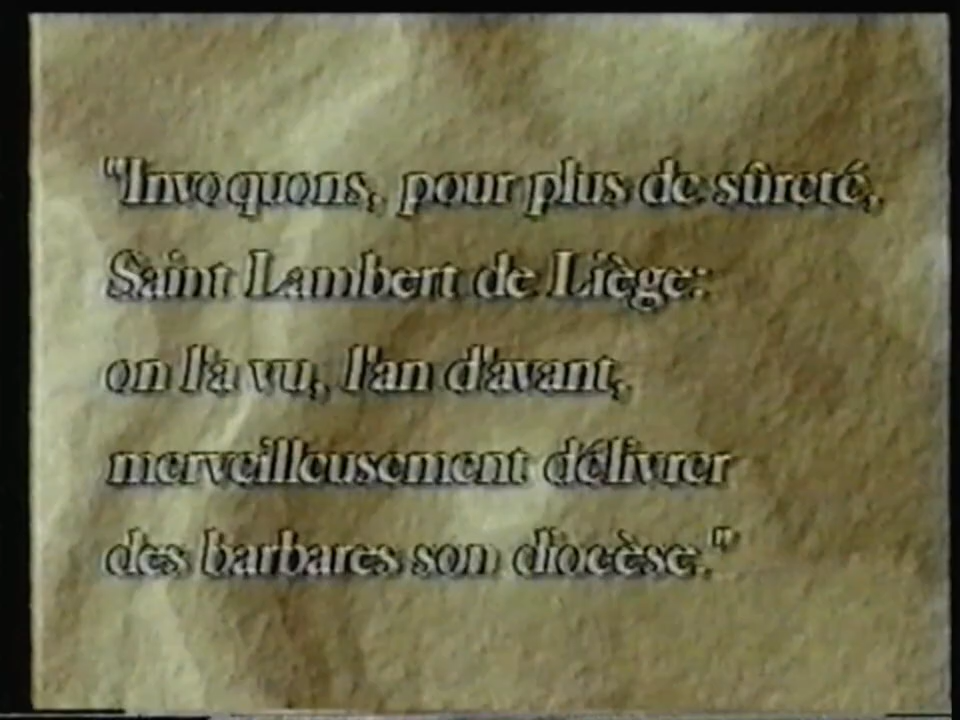 "Invoquons, pour plus de sûreté,
Saint Lambert de Liège:
on l'a vu, l'an d'avant,
merveilleusement délivrer
des barbares son diocèse."